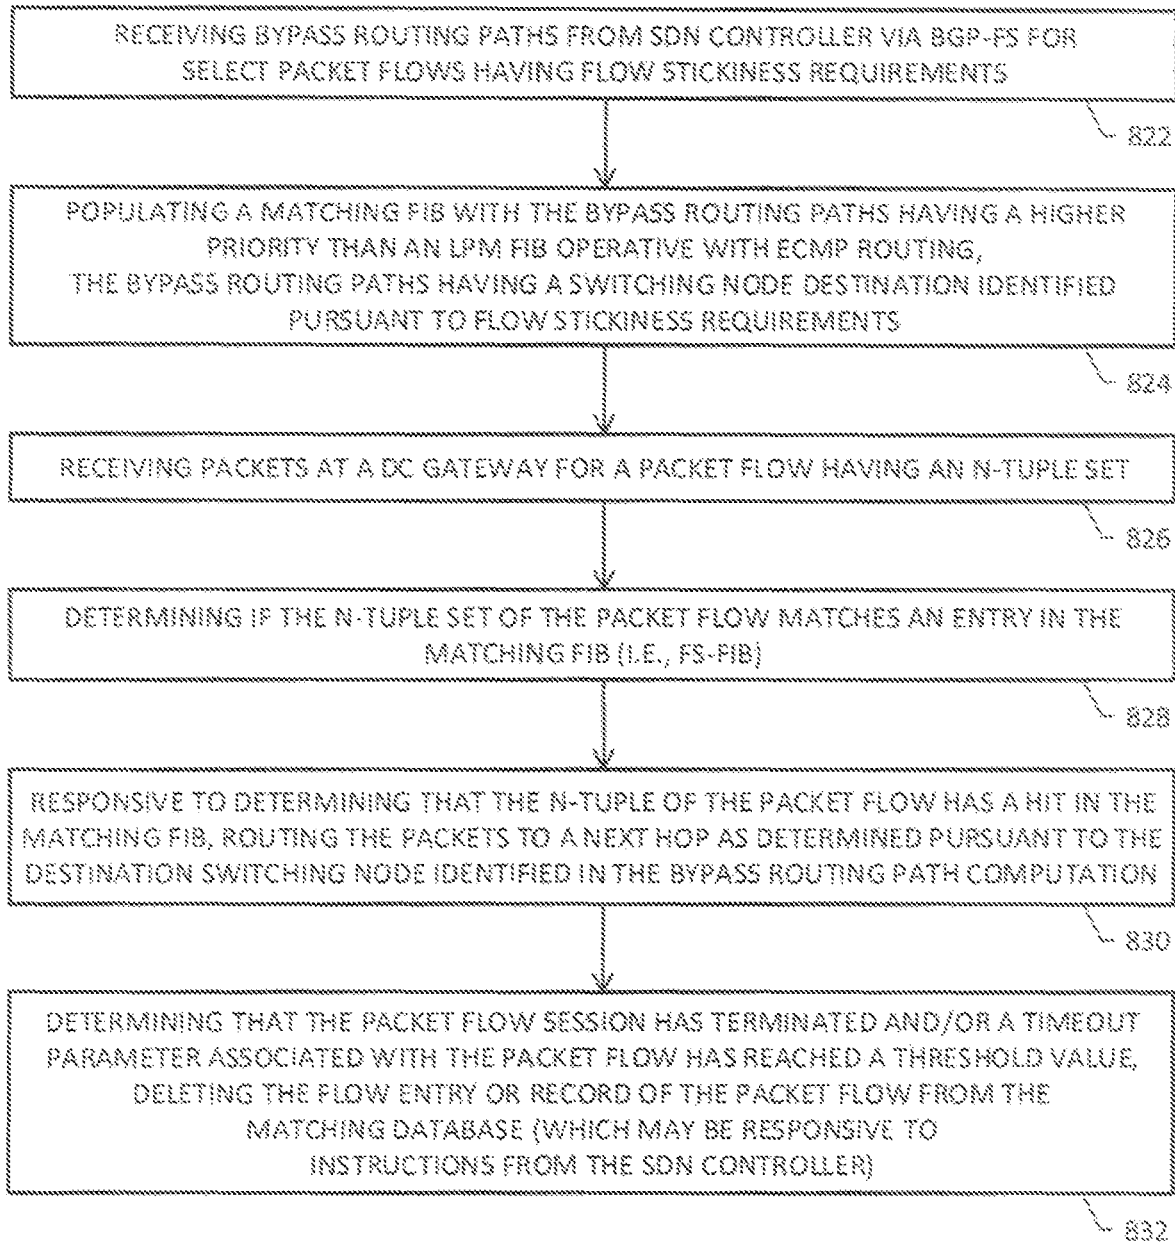 RECEIVING BYPASS ROUTING PATHS FROM SDN CONTROLLER VIA BGP-FS FOR
SELECT PACKET FLOWS HAVING FLOW STICKINESS REQUIREMENTS
822
POPULATING A MATCHING FIB WITH THE BYPASS ROUTING PATHS HAVING A HIGHER
PRIORITY THAN AN LPM FIB OPERATIVE WITH ECMP ROUTING,
THE BYPASS ROUTING PATHS HAVING A SWITCHING NODE DESTINATION IDENTIFIED
PURSUANT TO FLOW STICKINESS REQUIREMENTS
824
RECEIVING PACKETS AT A DC GATEWAY FOR A PACKET FLOW HAVING AN N-TUPLE SET
826
DETERMINING IF THE N-TUPLE SET OF THE PACKET FLOW MATCHES AN ENTRY IN THE
MATCHING FIB (I.E., FS-FIB)
828
RESPONSIVE TO DETERMINING THAT THE N-TUPLE OF THE PACKET FLOW HAS A HIT IN THE
MATCHING FIB, ROUTING THE PACKETS TO A NEXT HOP AS DETERMINED PURSUANT TO THE
DESTINATION SWITCHING NODE IDENTIFIED IN THE BYPASS ROUTING PATH COMPUTATION
830
DETERMINING THAT THE PACKET FLOW SESSION HAS TERMINATED AND/OR A TIMEOUT
PARAMETER ASSOCIATED WITH THE PACKET FLOW HAS REACHED A THRESHOLD VALUE,
DELETING THE FLOW ENTRY OR RECORD OF THE PACKET FLOW FROM THE
MATCHING DATABASE (WHICH MAY BE RESPONSIVE TO
INSTRUCTIONS FROM THE SDN CONTROLLER)
832